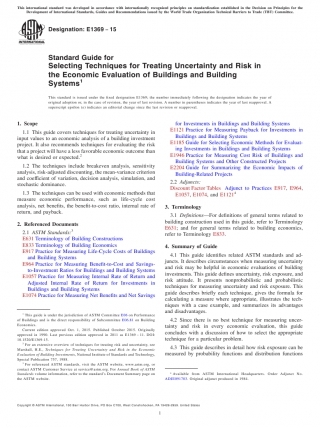 This international standard was developed in accordance with internationally recognized principles on standardization established in the Decision on Principles for the
Development of International Standards, Guides and Recommendations issued by the World Trade Organization Technical Barriers to Trade (TBT) Committee.
Designation: E1369 − 15
Standard Guide for
Selecting Techniques for Treating Uncertainty and Risk in
the Economic Evaluation of Buildings and Building
Systems1
This standard is issued under the fixed designation E1369; the number immediately following the designation indicates the year of
original adoption or, in the case of revision, the year of last revision. A number in parentheses indicates the year of last reapproval. A
superscript epsilon (ε) indicates an editorial change since the last revision or reapproval.
1. Scope
1.1 This guide covers techniques for treating uncertainty in
input values to an economic analysis of a building investment
project. It also recommends techniques for evaluating the risk
that a project will have a less favorable economic outcome than
what is desired or expected.2
1.2 The techniques include breakeven analysis, sensitivity
analysis, risk-adjusted discounting, the mean-variance criterion
and coefficient of variation, decision analysis, simulation, and
stochastic dominance.
1.3 The techniques can be used with economic methods that
measure economic performance, such as life-cycle cost
analysis, net benefits, the benefit-to-cost ratio, internal rate of
return, and payback.
2. Referenced Documents
2.1 ASTM Standards:3
E631 Terminology of Building Constructions
E833 Terminology of Building Economics
E917 Practice for Measuring Life-Cycle Costs of Buildings
and Building Systems
E964 Practice for Measuring Benefit-to-Cost and Savings-
to-Investment Ratios for Buildings and Building Systems
E1057 Practice for Measuring Internal Rate of Return and
Adjusted Internal Rate of Return for Investments in
Buildings and Building Systems
E1074 Practice for Measuring Net Benefits and Net Savings
1 This guide is under the jurisdiction of ASTM Committee E06 on Performance
of Buildings and is the direct responsibility of Subcommittee E06.81 on Building
Economics.
Current edition approved Oct. 1, 2015. Published October 2015. Originally
approved in 1990. Last previous edition approved in 2011 as E1369 – 11. DOI:
10.1520/E1369-15.
2 For an extensive overview of techniques for treating risk and uncertainty, see
Marshall, H.E., Techniques for Treating Uncertainty and Risk in the Economic
Evaluation of Building Investments, National Institute of Standards and Technology,
Special Publication 757, 1988.
3 For referenced ASTM standards, visit the ASTM website, www.astm.org, or
contact ASTM Customer Service at service@astm.org. For Annual Book of ASTM
Standards volume information, refer to the standard's Document Summary page on
the ASTM website.
for Investments in Buildings and Building Systems
E1121 Practice for Measuring Payback for Investments in
Buildings and Building Systems
E1185 Guide for Selecting Economic Methods for Evaluat-
ing Investments in Buildings and Building Systems
E1946 Practice for Measuring Cost Risk of Buildings and
Building Systems and Other Constructed Projects
E2204 Guide for Summarizing the Economic Impacts of
Building-Related Projects
2.2 Adjuncts:
Discount Factor Tables Adjunct to Practices E917, E964,
E1057, E1074, and E11214
3. Terminology
3.1 Definitions—For definitions of general terms related to
building construction used in this guide, refer to Terminology
E631; and for general terms related to building economics,
refer to Terminology E833.
4. Summary of Guide
4.1 This guide identifies related ASTM standards and ad-
juncts. It describes circumstances when measuring uncertainty
and risk may be helpful in economic evaluations of building
investments. This guide defines uncertainty, risk exposure, and
risk attitude. It presents nonprobabilistic and probabilistic
techniques for measuring uncertainty and risk exposure. This
guide describes briefly each technique, gives the formula for
calculating a measure where appropriate, illustrates the tech-
niques with a case example, and summarizes its advantages
and disadvantages.
4.2 Since there is no best technique for measuring uncer-
tainty and risk in every economic evaluation, this guide
concludes with a discussion of how to select the appropriate
technique for a particular problem.
4.3 This guide describes in detail how risk exposure can be
measured by probability functions and distribution functions
4 Available from ASTM International Headquarters. Order Adjunct No.
Copyright © ASTM International, 100 Barr Harbor Drive, PO Box C700, West Conshohocken, PA 19428-2959. United States
1